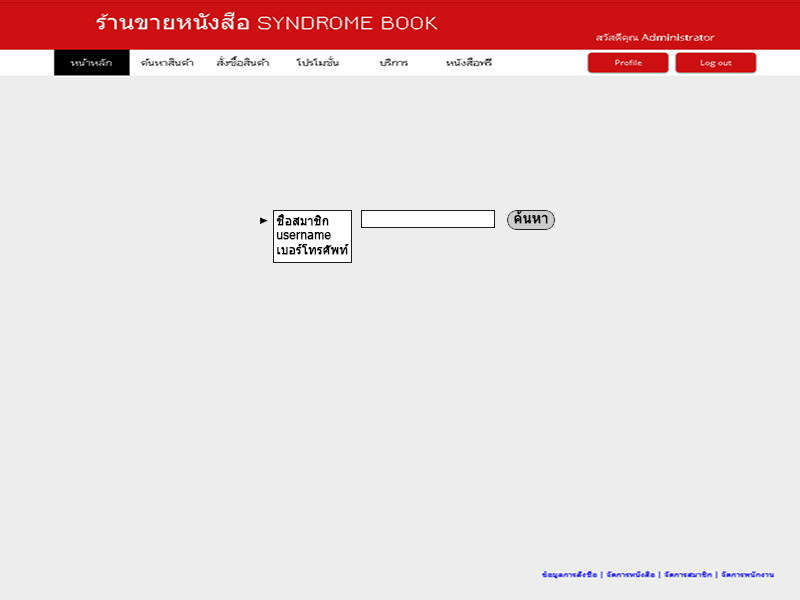 ร้านขายหนังสือ SYNDROME BOOK
สวัสดีคุณ Administrator
หน้าหลัก ค้นหาสินค้า สั่งซื้อสินค้า โปรโมชั่น บริการ หนังสือฟรี Profile Log out
ชื่อสมาชิก ค้นหา
username
เบอร์โทรศัพท์
ข้อมูลการสั่งซื้อ | จัดการหนังสือ | จัดการสมาชิก | จัดการพนักงาน